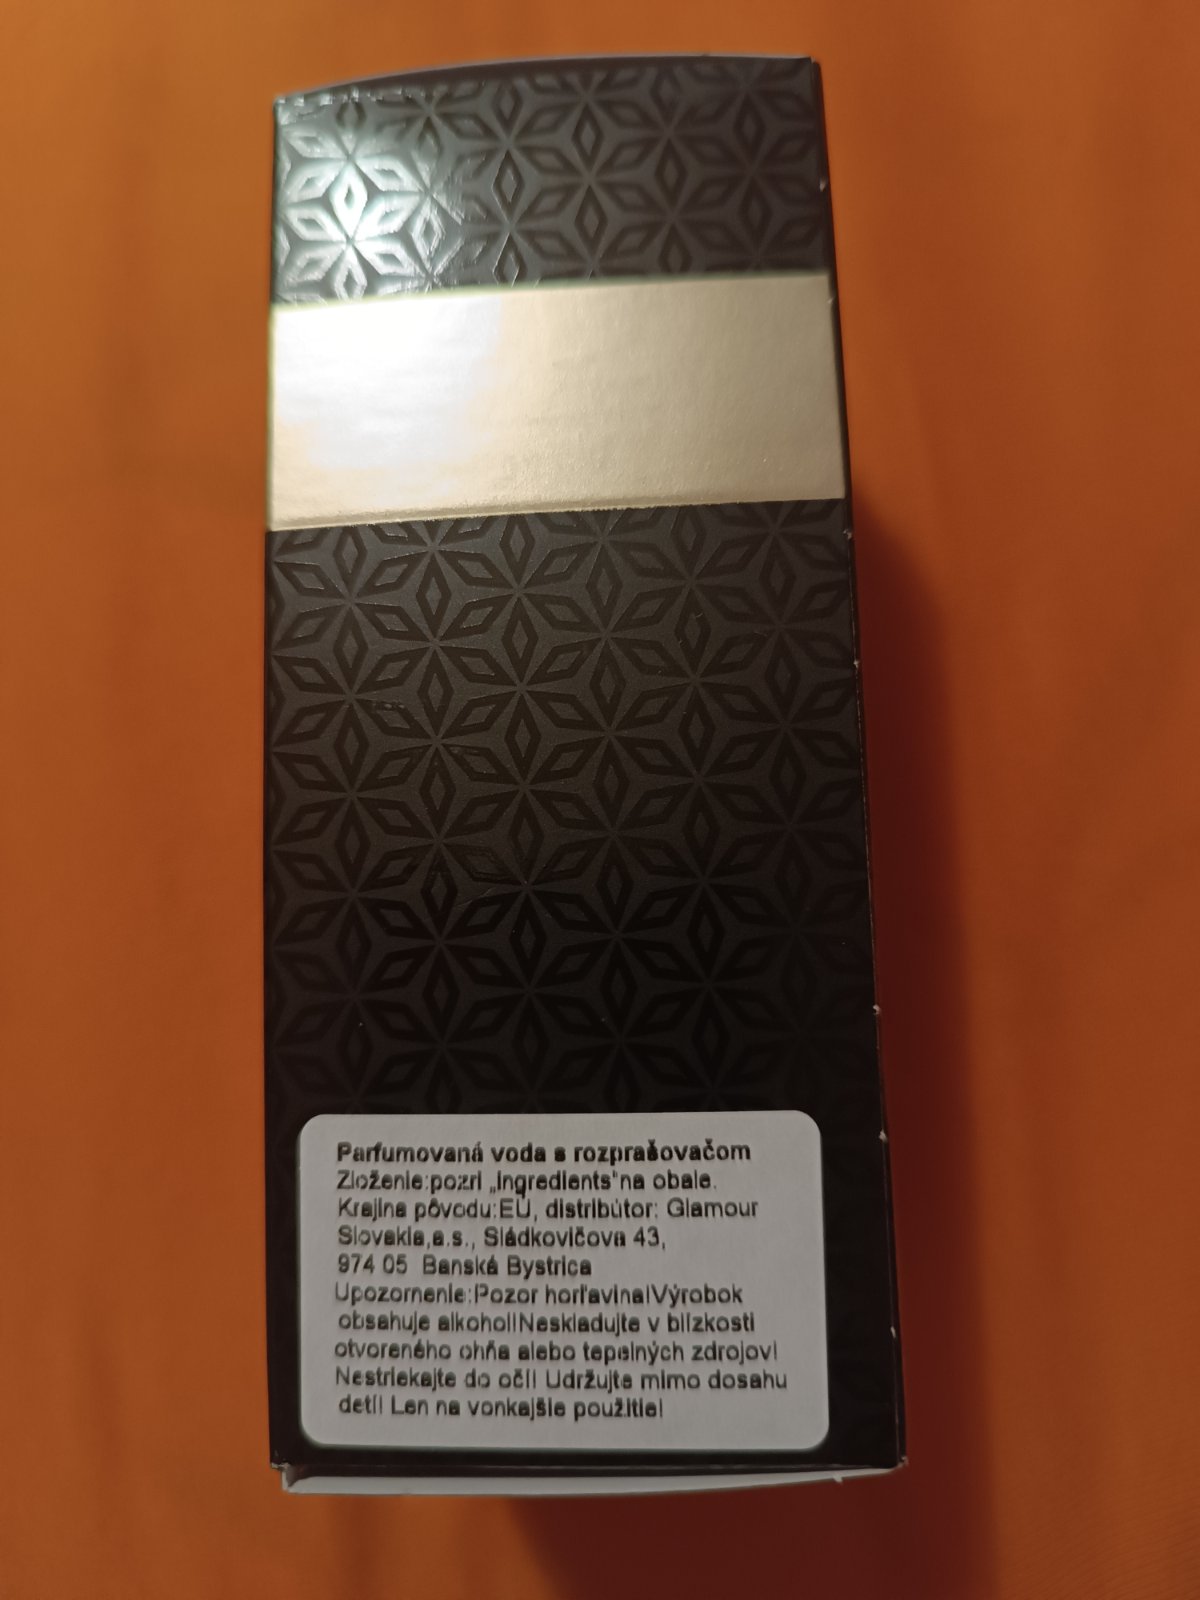 Parfumovaná voda s rozprašovačom
Zloženie:pozri „Ingredients"na obale.
Krajina pôvodu:EÚ, distribútor: Glamour
Slovakia,a.s., Sládkovičova 43,
974 05 Banská Bystrica
Upozornenie:Pozor horľavina!Výrobok
obsahuje alkohol!Neskladujte v blízkosti
otvoreného ohňa alebo tepelných zdrojov!
Nestriekajte do očí! Udržujte mimo dosahu
detí! Len na vonkajšie použitie!